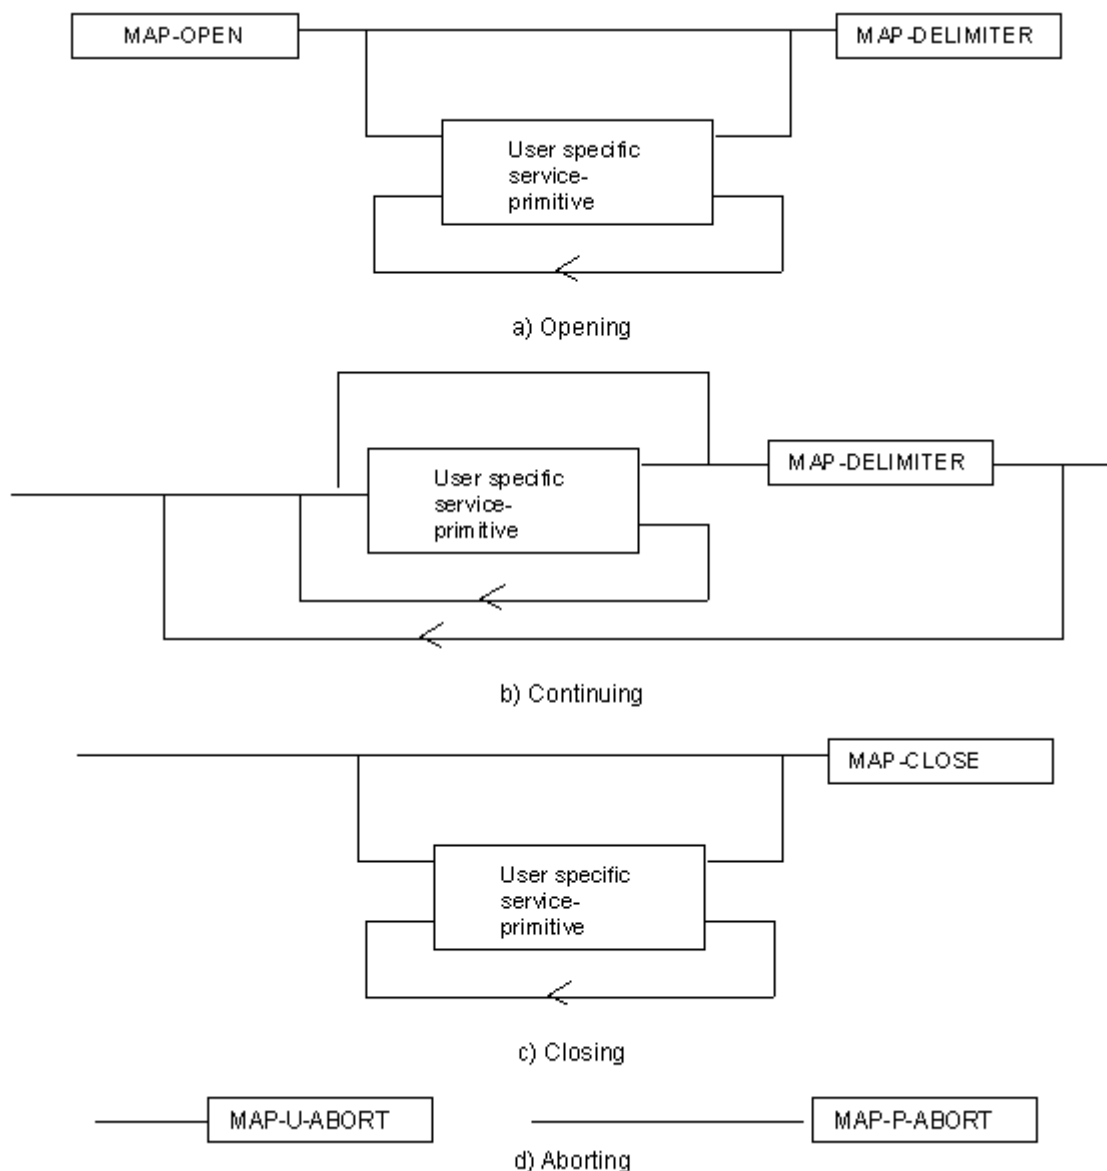 MAP-OPEN
MAP-DELIMITER
User specific
service-
primitive
a) Opening
User specific
service-
primitive
MAP-DELIMITER
b) Continuing
MAP-CLOSE
User specific
service-
primitive
c) Closing
MAP-U-ABORT
MAP-P-ABORT
d) Aborting